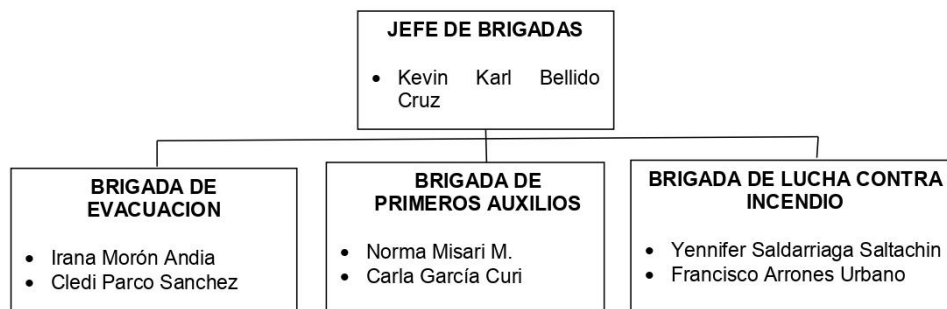 JEFE DE BRIGADAS
• Kevin Karl Bellido
Cruz
BRIGADA DE
EVACUACION
• Irana Morón Andia
• Cledi Parco Sanchez
BRIGADA DE
PRIMEROS AUXILIOS
• Norma Misari M.
• Carla García Curi
BRIGADA DE LUCHA CONTRA
INCENDIO
• Yennifer Saldarriaga Saltachin
• Francisco Arrones Urbano